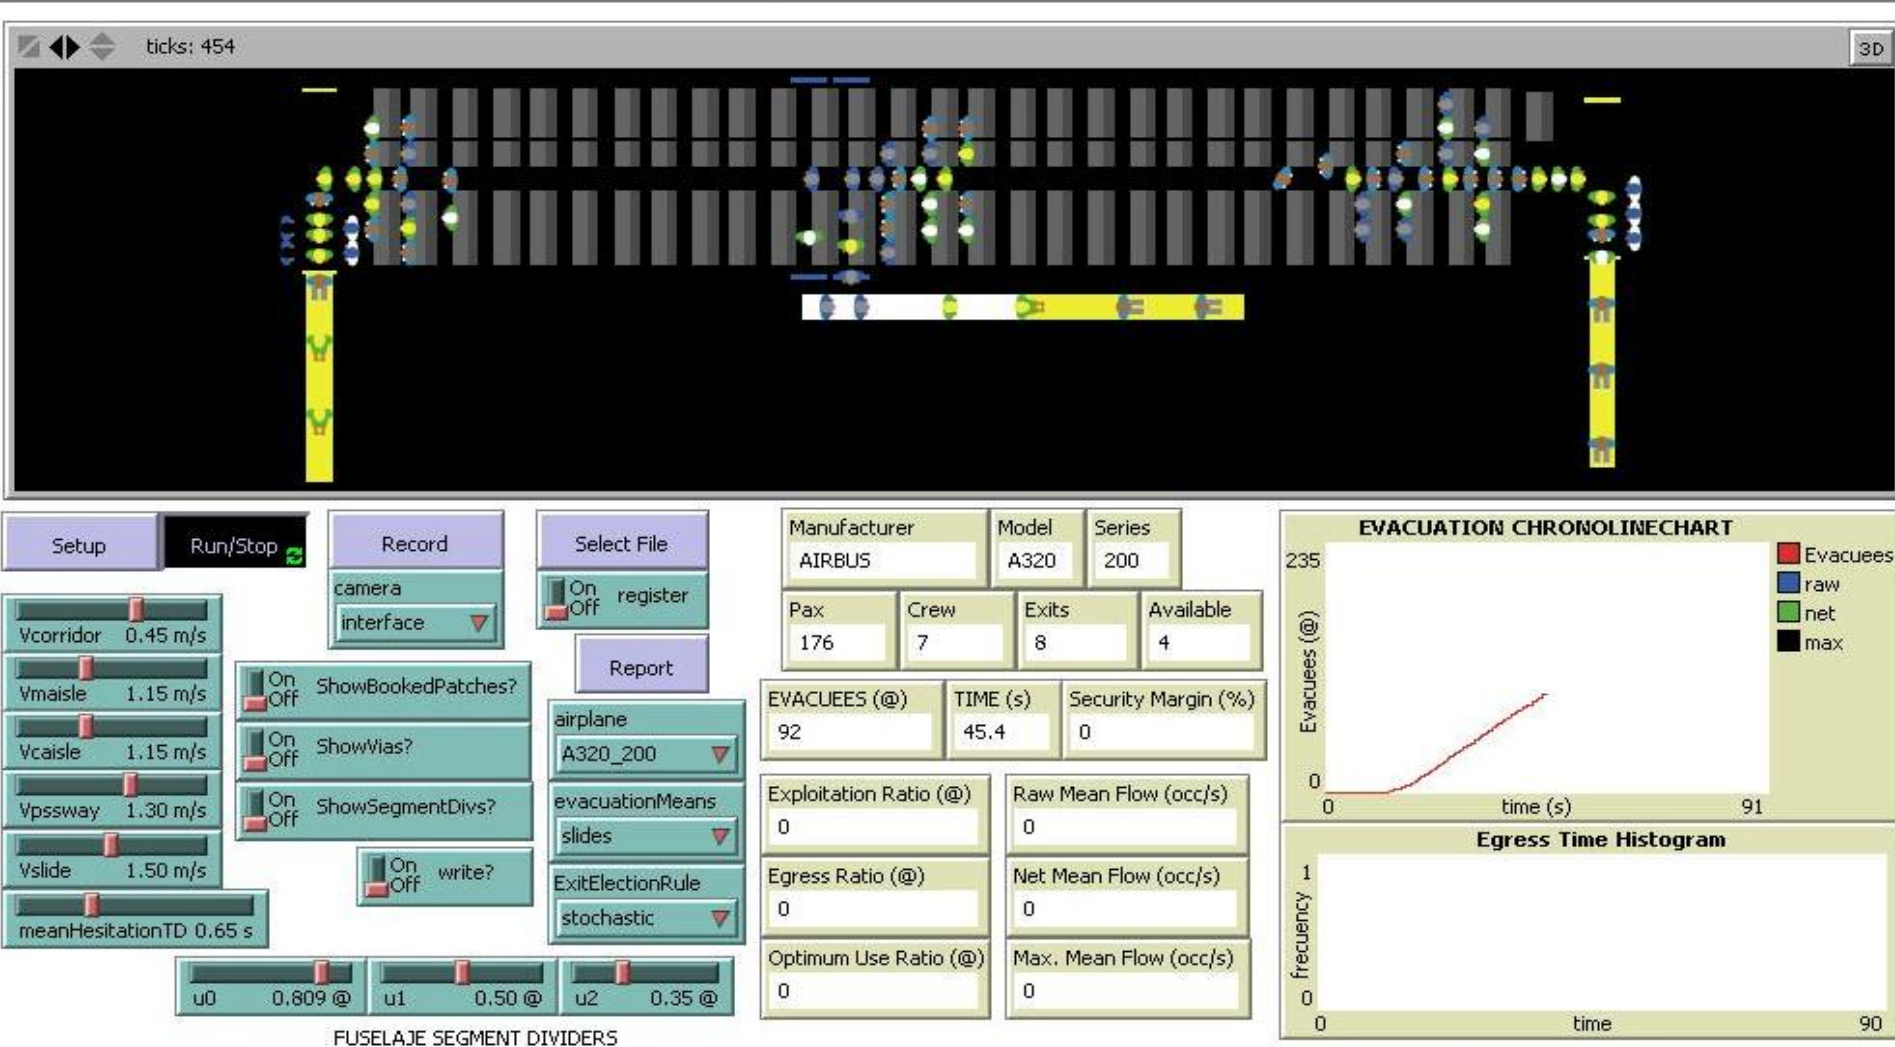 ticks: 454
3D
Setup
Run/Stop
Record
Select File
camera
interface
On
Off
register
Report
Vcorridor 0.45 m/s
Vmaisle 1.15 m/s
Vcaisle 1.15 m/s
Vpssway 1.30 m/s
Vslide 1.50 m/s
meanHesitationTD 0.65 s
On
Off
ShowBookedPatches?
On
Off
ShowVias?
On
Off
ShowSegmentDivs?
On
Off
write?
airplane
A320_200
evacuationMeans
slides
ExitElectionRule
stochastic
u0 0.809 @
u1 0.50 @
u2 0.35 @
FUSELAJE SEGMENT DIVIDERS
Manufacturer
AIRBUS
Model
A320
Series
200
Pax
176
Crew
7
Exits
8
Available
4
EVACUEES (@)
92
TIME (s)
45.4
Security Margin (%)
0
Exploitation Ratio (@)
0
Raw Mean Flow (occ/s)
0
Egress Ratio (@)
0
Net Mean Flow (occ/s)
0
Optimum Use Ratio (@)
0
Max. Mean Flow (occ/s)
0
EVACUATION CHRONOLINECHART
235
Evacuees (@)
0
0
time (s)
91
Evacuees
raw
net
max
Egress Time Histogram
1
frecuency
0
0
time
90